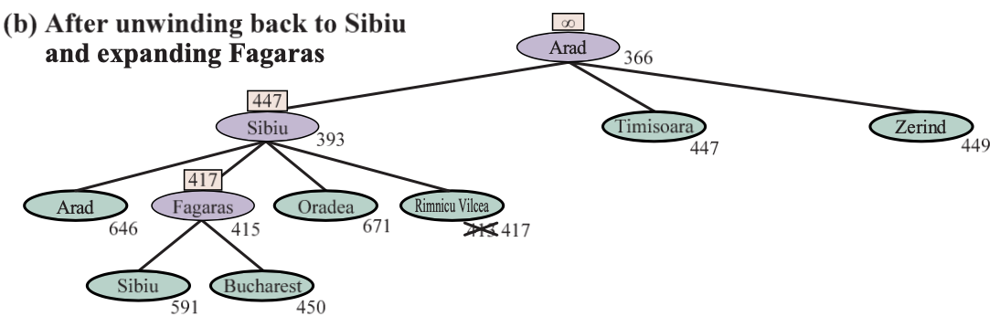 (b) After unwinding back to Sibiu
and expanding Fagaras
∞
Arad
366
447
Sibiu
393
Timisoara
447
Zerind
449
Arad
646
417
Fagaras
415
Oradea
671
Rimnicu Vilcea
413 417
Sibiu
591
Bucharest
450